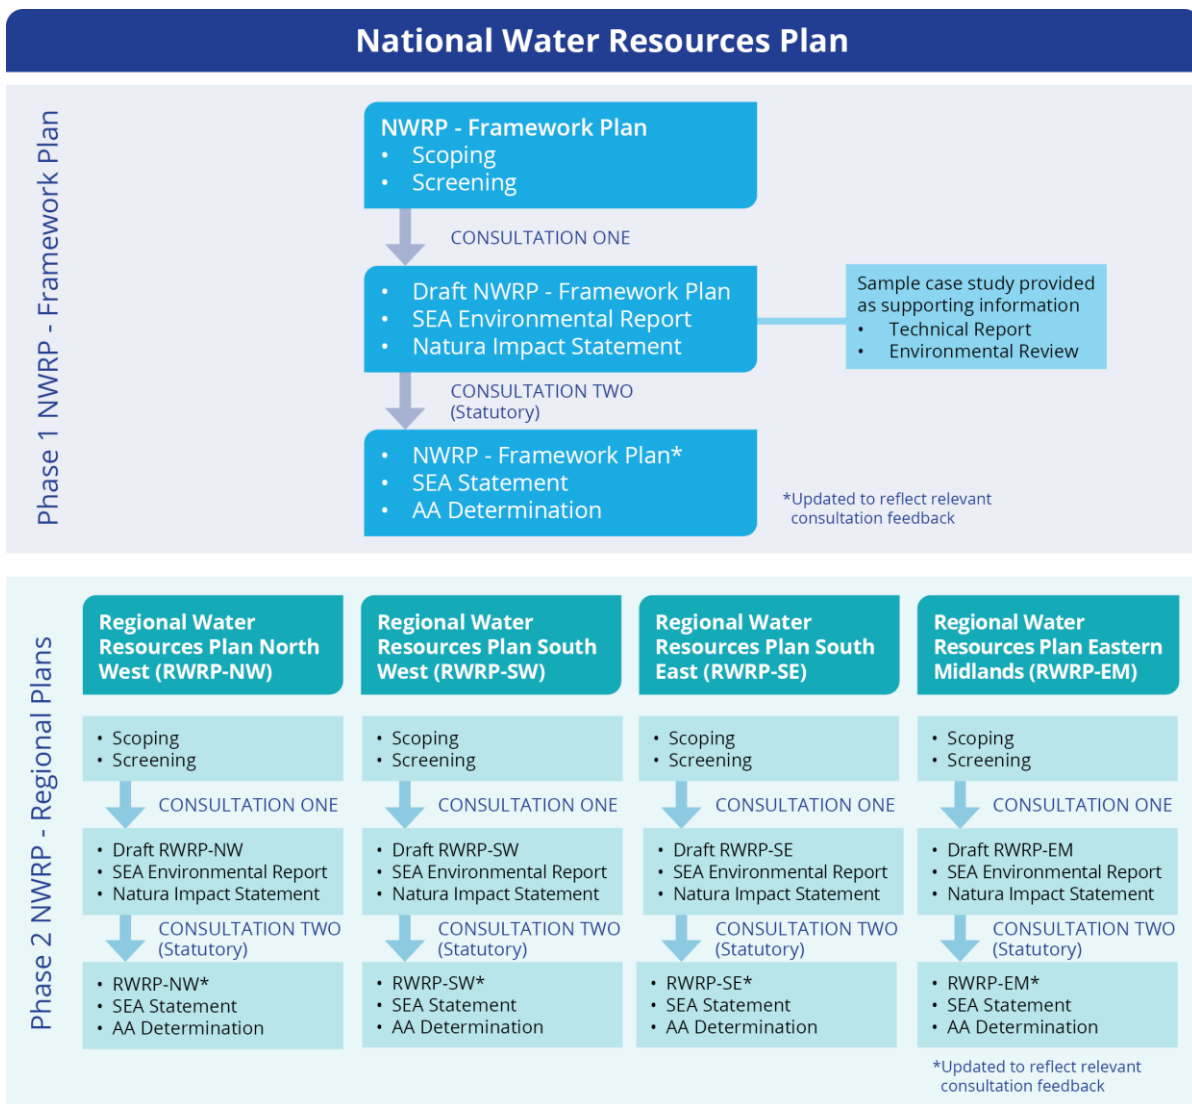 National Water Resources Plan
Phase 1 NWRP - Framework Plan
NWRP - Framework Plan
• Scoping
• Screening
CONSULTATION ONE
• Draft NWRP - Framework Plan
• SEA Environmental Report
• Natura Impact Statement
Sample case study provided
as supporting information
• Technical Report
• Environmental Review
CONSULTATION TWO
(Statutory)
• NWRP - Framework Plan*
• SEA Statement
• AA Determination
*Updated to reflect relevant
consultation feedback
Phase 2 NWRP - Regional Plans
Regional Water
Resources Plan North
West (RWRP-NW)
• Scoping
• Screening
CONSULTATION ONE
• Draft RWRP-NW
• SEA Environmental Report
• Natura Impact Statement
CONSULTATION TWO
(Statutory)
• RWRP-NW*
• SEA Statement
• AA Determination
Regional Water
Resources Plan South
West (RWRP-SW)
• Scoping
• Screening
CONSULTATION ONE
• Draft RWRP-SW
• SEA Environmental Report
• Natura Impact Statement
CONSULTATION TWO
(Statutory)
• RWRP-SW*
• SEA Statement
• AA Determination
Regional Water
Resources Plan South
East (RWRP-SE)
• Scoping
• Screening
CONSULTATION ONE
• Draft RWRP-SE
• SEA Environmental Report
• Natura Impact Statement
CONSULTATION TWO
(Statutory)
• RWRP-SE*
• SEA Statement
• AA Determination
Regional Water
Resources Plan Eastern
Midlands (RWRP-EM)
• Scoping
• Screening
CONSULTATION ONE
• Draft RWRP-EM
• SEA Environmental Report
• Natura Impact Statement
CONSULTATION TWO
(Statutory)
• RWRP-EM*
• SEA Statement
• AA Determination
*Updated to reflect relevant
consultation feedback